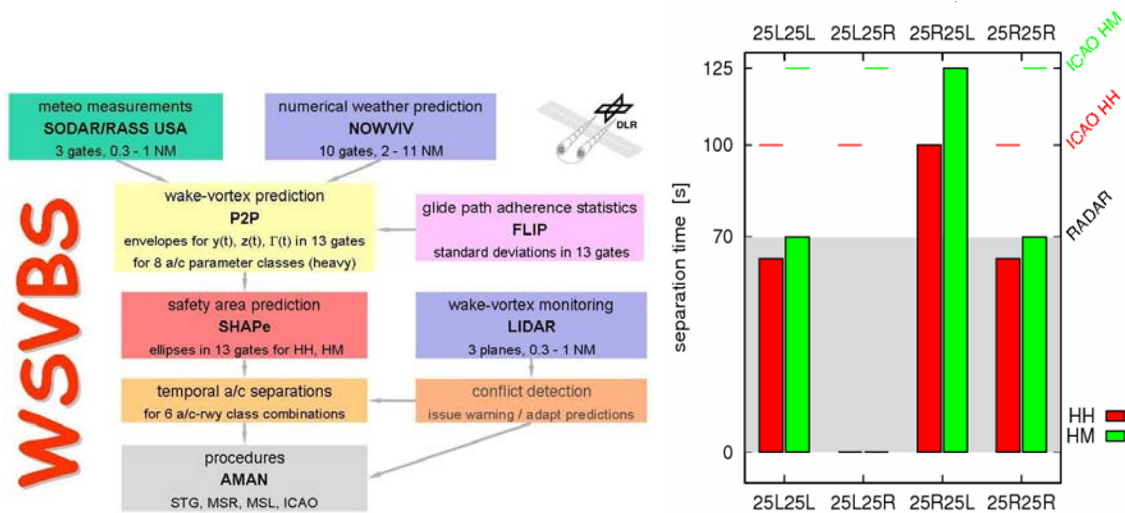 WSVBS
meteo measurements
SODAR/RASS USA
3 gates, 0.3 - 1 NM
numerical weather prediction
NOWVIV
10 gates, 2 - 11 NM
DLR
wake-vortex prediction
P2P
envelopes for y(t), z(t), Γ(t) in 13 gates
for 8 a/c parameter classes (heavy)
glide path adherence statistics
FLIP
standard deviations in 13 gates
safety area prediction
SHAPe
ellipses in 13 gates for HH, HM
wake-vortex monitoring
LIDAR
3 planes, 0.3 - 1 NM
temporal a/c separations
for 6 a/c-rwy class combinations
conflict detection
issue warning / adapt predictions
procedures
AMAN
STG, MSR, MSL, ICAO
25L25L 25L25R 25R25L 25R25R
125
100
70
0
separation time [s]
ICAO HM
ICAO HH
RADAR
HH
HM
25L25L 25L25R 25R25L 25R25R